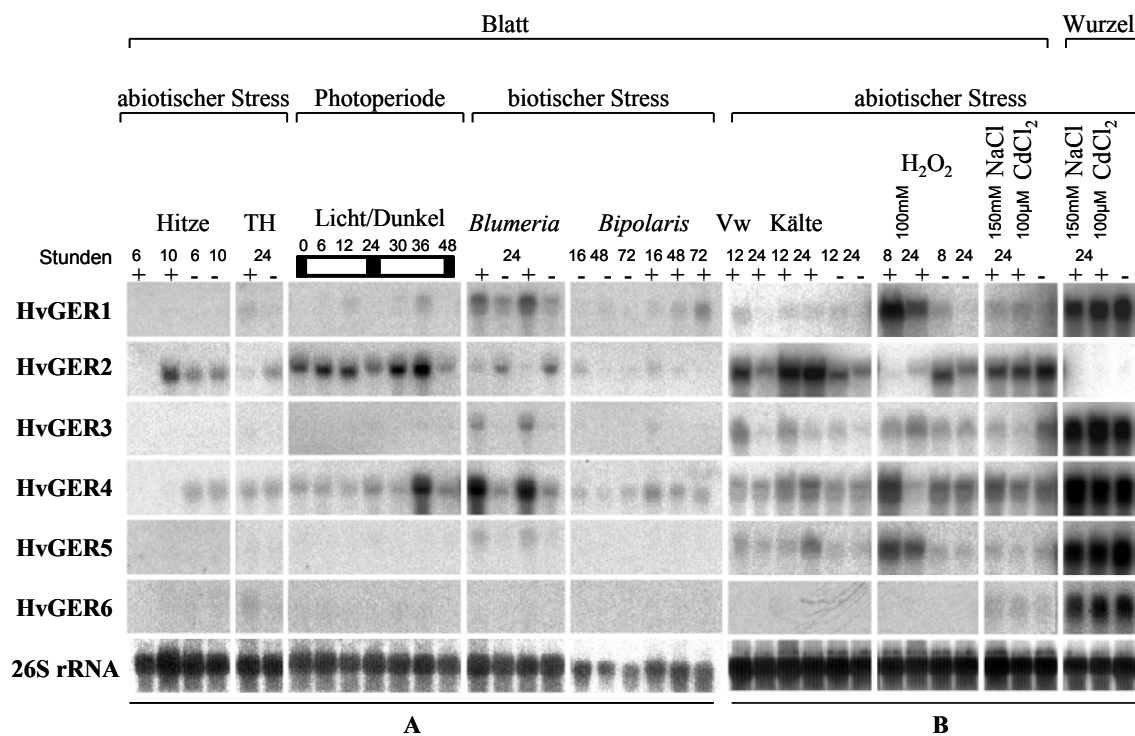 Blatt Wurzel
abiotischer Stress Photoperiode biotischer Stress abiotischer Stress
150mM NaCl 100µM CdCl2 150mM NaCl 100µM CdCl2
H2O2
100mM
Hitze TH Licht/Dunkel Blumeria Bipolaris Vw Kälte
0 6 12 24 30 36 48
Stunden 6 10 6 10 24 24 16 48 72 16 48 72 12 24 12 24 12 24 8 24 8 24 24 24
+ + - - + - + - + - - - - + + + + + + + - - + + - - + + - + + -
HvGER1
HvGER2
HvGER3
HvGER4
HvGER5
HvGER6
26S rRNA
A B